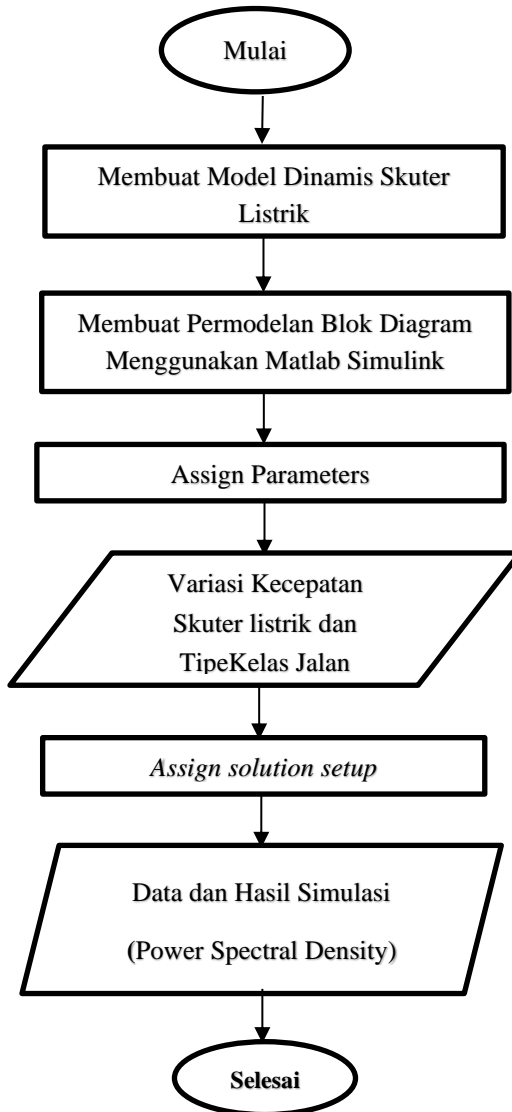 Mulai
Membuat Model Dinamis Skuter
Listrik
Membuat Permodelan Blok Diagram
Menggunakan Matlab Simulink
Assign Parameters
Variasi Kecepatan
Skuter listrik dan
TipeKelas Jalan
Assign solution setup
Data dan Hasil Simulasi
(Power Spectral Density)
Selesai